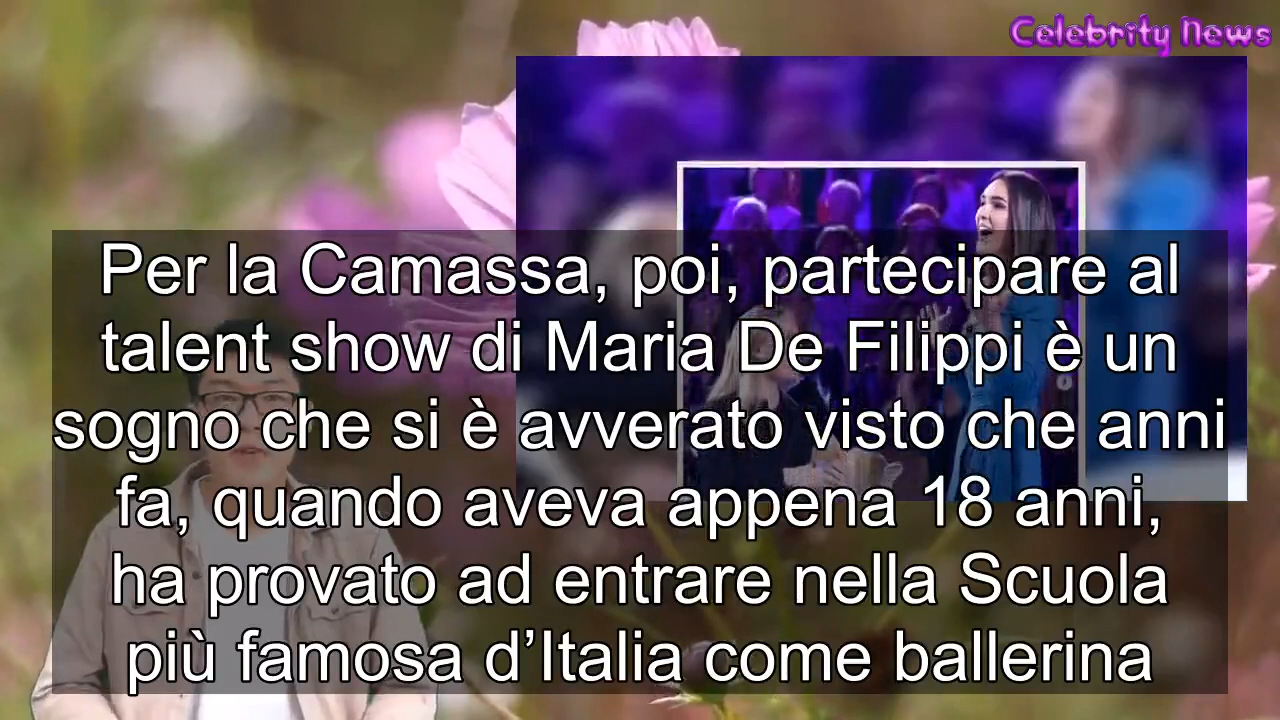 Celebrity News
Per la Camassa, poi, partecipare al
talent show di Maria De Filippi è un
sogno che si è avverato visto che anni
fa, quando aveva appena 18 anni,
ha provato ad entrare nella Scuola
più famosa d’Italia come ballerina